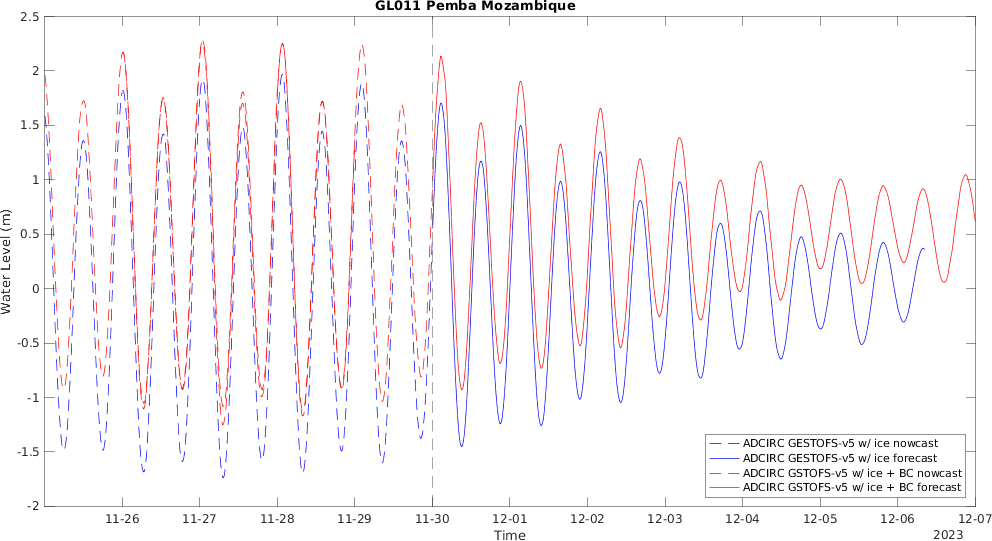 GL011 Pemba Mozambique
2.5
2
1.5
1
0.5
0
-0.5
-1
-1.5
-2
Water Level (m)
ADCIRC GESTOFS-v5 w/ ice nowcast
ADCIRC GESTOFS-v5 w/ ice forecast
ADCIRC GSTOFS-v5 w/ ice + BC nowcast
ADCIRC GSTOFS-v5 w/ ice + BC forecast
11-26 11-27 11-28 11-29 11-30 12-01 12-02 12-03 12-04 12-05 12-06 12-07
Time
2023